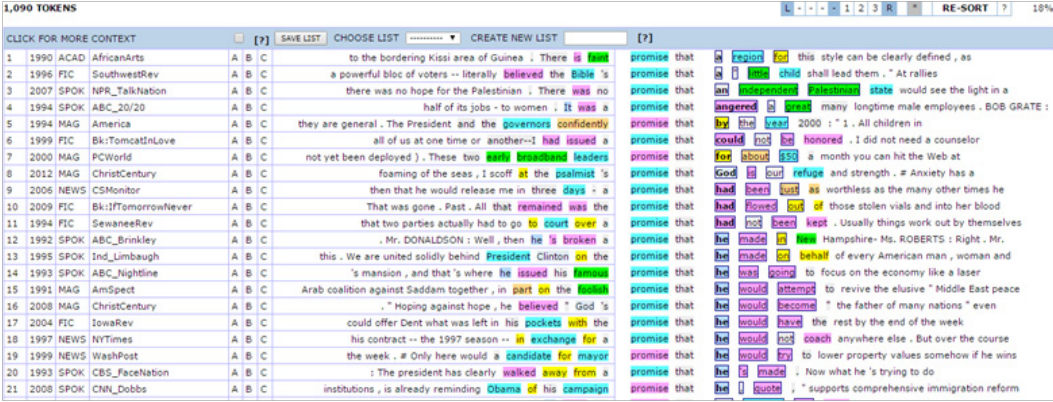 1,090 TOKENS L - - - - 1 2 3 R * RE-SORT ? 18%
CLICK FOR MORE CONTEXT [?] SAVE LIST CHOOSE LIST ---------- ▼ CREATE NEW LIST [?]
1 1990 ACAD AfricanArts A B C to the bordering Kissi area of Guinea . There is faint promise that a region for this style can be clearly defined , as
2 1996 FIC SouthwestRev A B C a powerful bloc of voters -- literally believed the Bible 's promise that a " little child shall lead them . " At rallies
3 2007 SPOK NPR_TalkNation A B C there was no hope for the Palestinian . There was no promise that an independent Palestinian state would see the light in a
4 1994 SPOK ABC_20/20 A B C half of its jobs - to women . It was a promise that angered a great many longtime male employees . BOB GRATE :
5 1994 MAG America A B C they are general . The President and the governors confidently promise that by the year 2000 : " 1 . All children in
6 1999 FIC Bk:TomcatInLove A B C all of us at one time or another--I had issued a promise that could not be honored . I did not need a counselor
7 2000 MAG PCWorld A B C not yet been deployed ) . These two early broadband leaders promise that for about $50 a month you can hit the Web at
8 2012 MAG ChristCentury A B C foaming of the seas , I scoff at the psalmist 's promise that God is our refuge and strength . # Anxiety has a
9 2006 NEWS CSMonitor A B C then that he would release me in three days - a promise that had been just as worthless as the many other times he
10 2009 FIC Bk:IfTomorrowNever A B C That was gone . Past . All that remained was the promise that had flowed out of those stolen vials and into her blood
11 1994 FIC SewaneeRev A B C that two parties actually had to go to court over a promise that had not been kept . Usually things work out by themselves
12 1992 SPOK ABC_Brinkley A B C . Mr. DONALDSON : Well , then he 's broken a promise that he made in New Hampshire- Ms. ROBERTS : Right . Mr.
13 1995 SPOK Ind_Limbaugh A B C this . We are united solidly behind President Clinton on the promise that he made on behalf of every American man , woman and
14 1993 SPOK ABC_Nightline A B C 's mansion , and that 's where he issued his famous promise that he was going to focus on the economy like a laser
15 1991 MAG AmSpect A B C Arab coalition against Saddam together , in part on the foolish promise that he would attempt to revive the elusive " Middle East peace
16 2008 MAG ChristCentury A B C . " Hoping against hope , he believed " God 's promise that he would become " the father of many nations " even
17 2004 FIC IowaRev A B C could offer Dent what was left in his pockets with the promise that he would have the rest by the end of the week
18 1997 NEWS NYTimes A B C his contract -- the 1997 season -- in exchange for a promise that he would not coach anywhere else . But over the course
19 1999 NEWS WashPost A B C the week . # Only here would a candidate for mayor promise that he would try to lower property values somehow if he wins
20 1993 SPOK CBS_FaceNation A B C : The president has clearly walked away from a promise that he 's made . Now what he 's trying to do
21 2008 SPOK CNN_Dobbs A B C institutions , is already reminding Obama of his campaign promise that he , quote , " supports comprehensive immigration reform